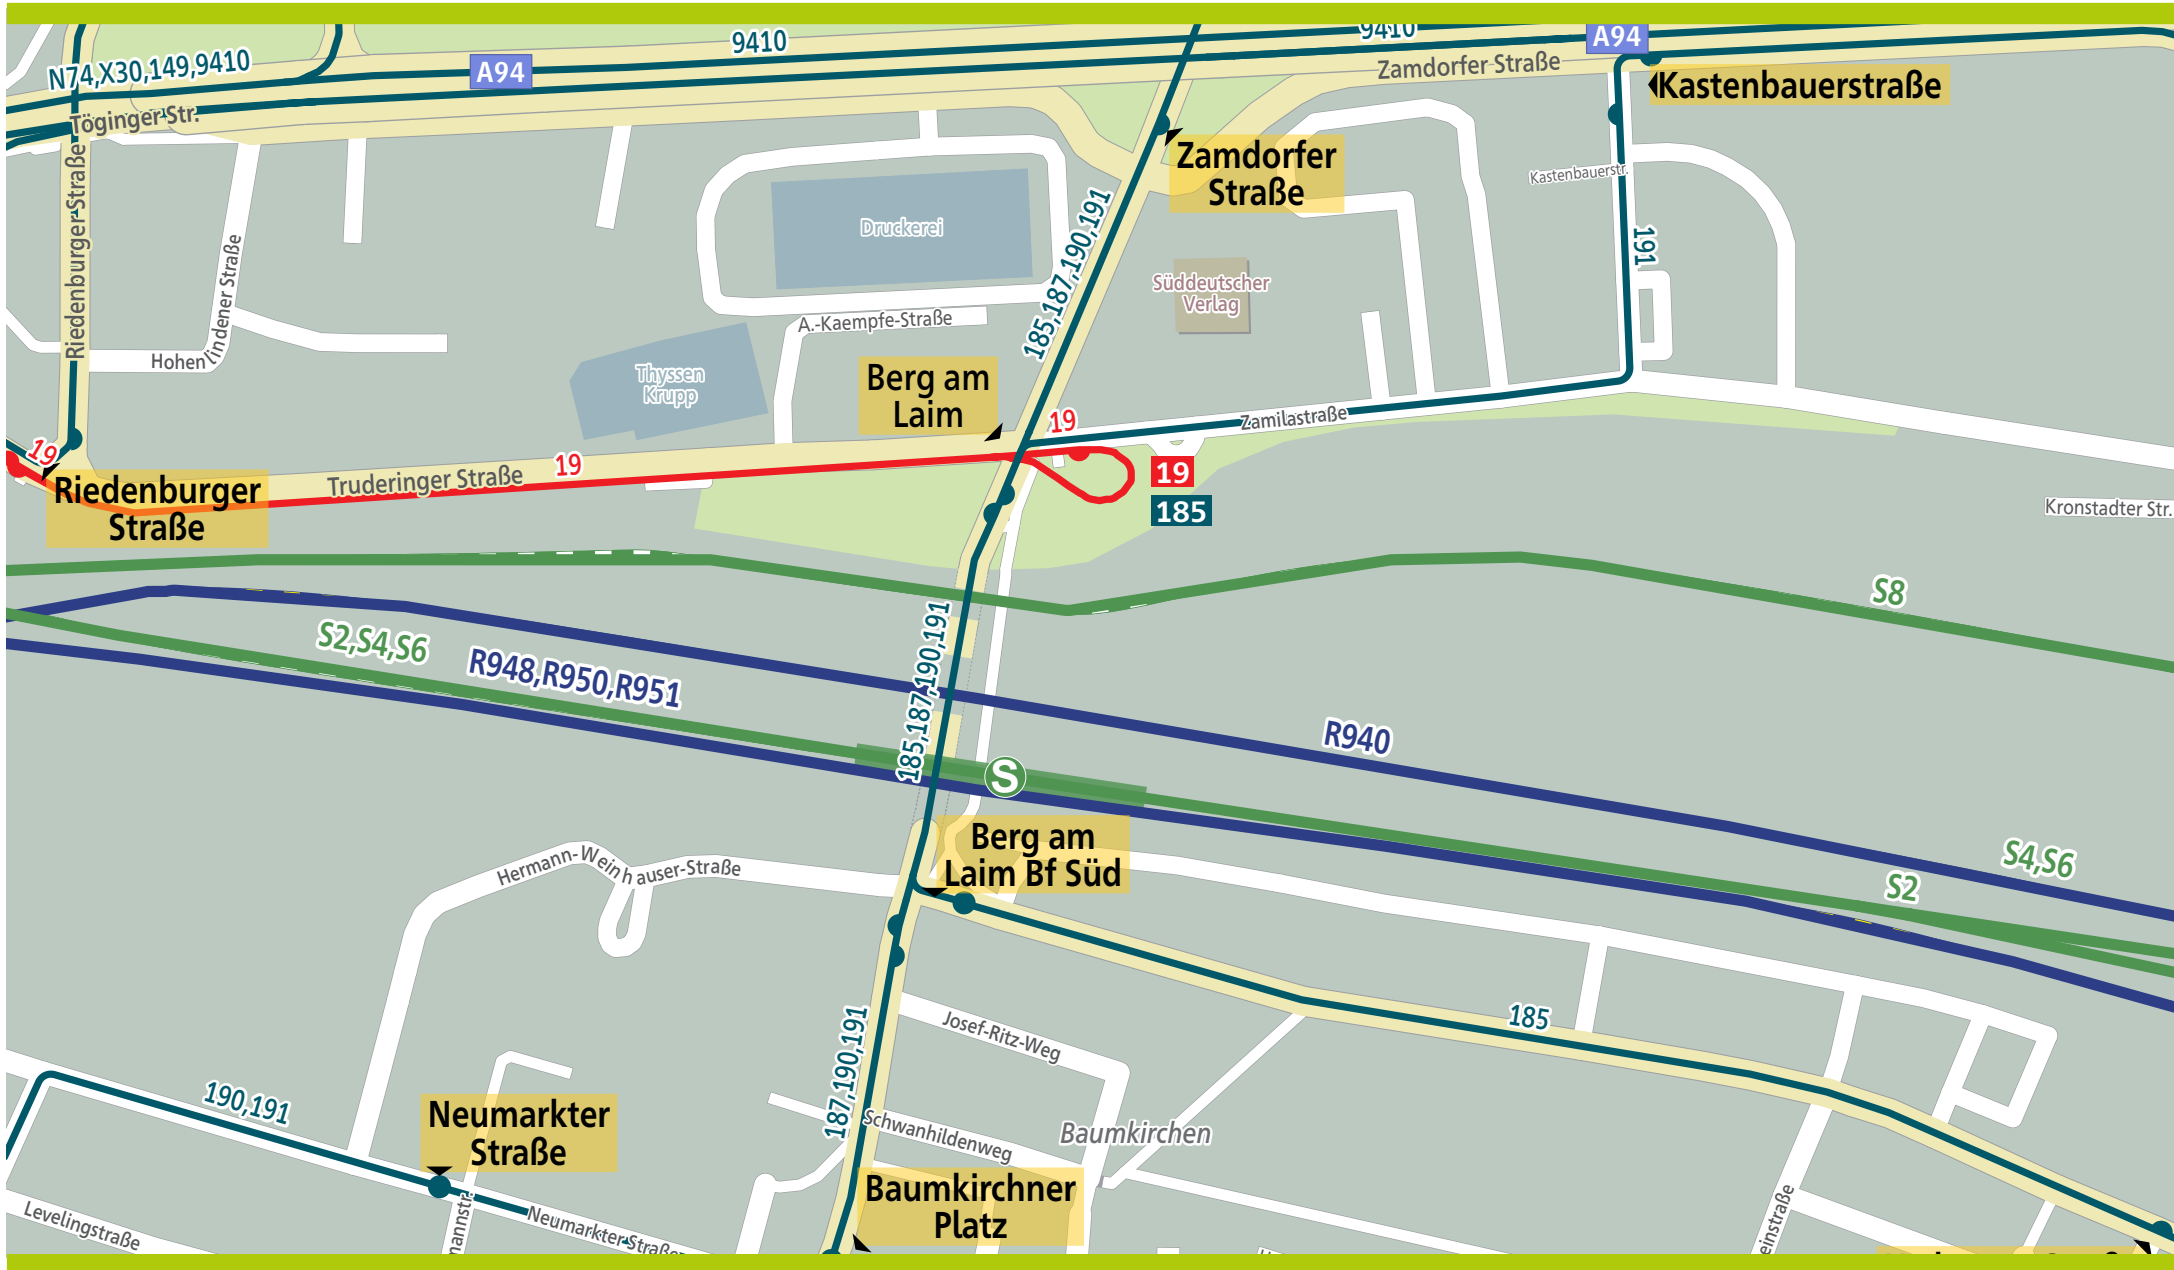 9410
9410
A94
N74,X30,149,9410
A94
Zamdorfer Straße
Kastenbauerstraße
Töginger Str.
Zamdorfer
Straße
Kastenbauerstr.
Riedenburger Straße
Hohenlindener Straße
Druckerei
185,187,190,191
191
Süddeutscher
Verlag
A.-Kaempfe-Straße
Thyssen
Krupp
Berg am
Laim
19
Zamilastraße
19
19
Truderinger Straße
19
185
Riedenburger
Straße
Kronstadter Str.
S8
S2,S4,S6
R948,R950,R951
185,187,190,191
R940
S
Berg am
Laim Bf Süd
S4,S6
S2
Hermann-Weinhauser-Straße
185
Josef-Ritz-Weg
187,190,191
190,191
Neumarkter
Straße
Schwanhildenweg
Baumkirchen
Baumkirchner
Platz
Levelingstraße
Neumarkter Straße
mannstr.
einstraße